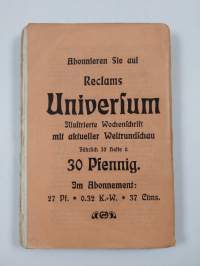 Abonnieren Sie auf
Reclams
Universum
Illustrierte Wochenschrift
mit aktueller Weltrundschau
Jährlich 52 Hefte à
30 Pfennig.
Im Abonnement:
27 Pf. • 0.32 K.-W. • 37 Ctms.